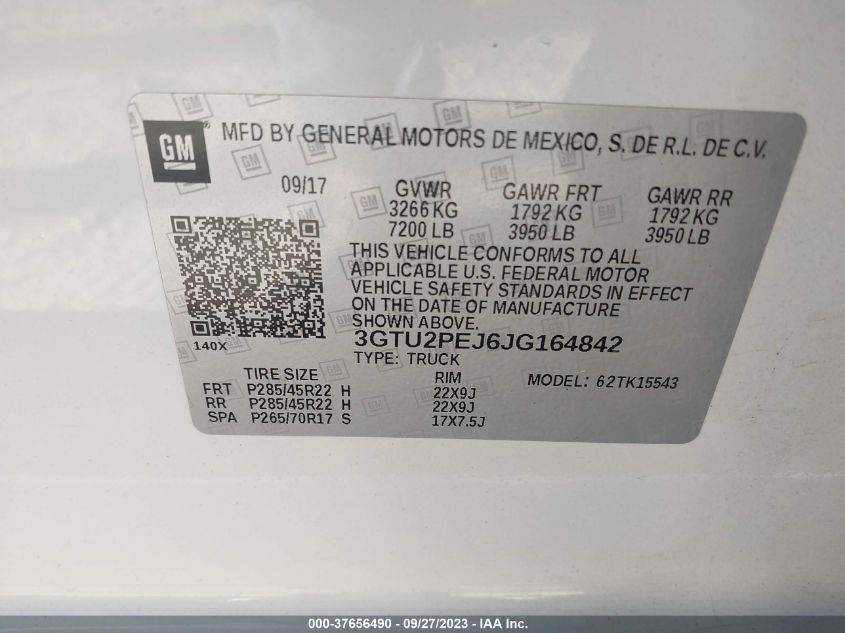 GM ® MFD BY GENERAL MOTORS DE MEXICO, S. DE R.L. DE C.V.
09/17 GVWR GAWR FRT GAWR RR
3266 KG 1792 KG 1792 KG
7200 LB 3950 LB 3950 LB
THIS VEHICLE CONFORMS TO ALL
APPLICABLE U.S. FEDERAL MOTOR
VEHICLE SAFETY STANDARDS IN EFFECT
ON THE DATE OF MANUFACTURE
SHOWN ABOVE.
140X 3GTU2PEJ6JG164842
TYPE: TRUCK
TIRE SIZE RIM MODEL: 62TK15543
FRT P285/45R22 H 22X9J
RR P285/45R22 H 22X9J
SPA P265/70R17 S 17X7.5J
000-37656490 - 09/27/2023 - IAA Inc.